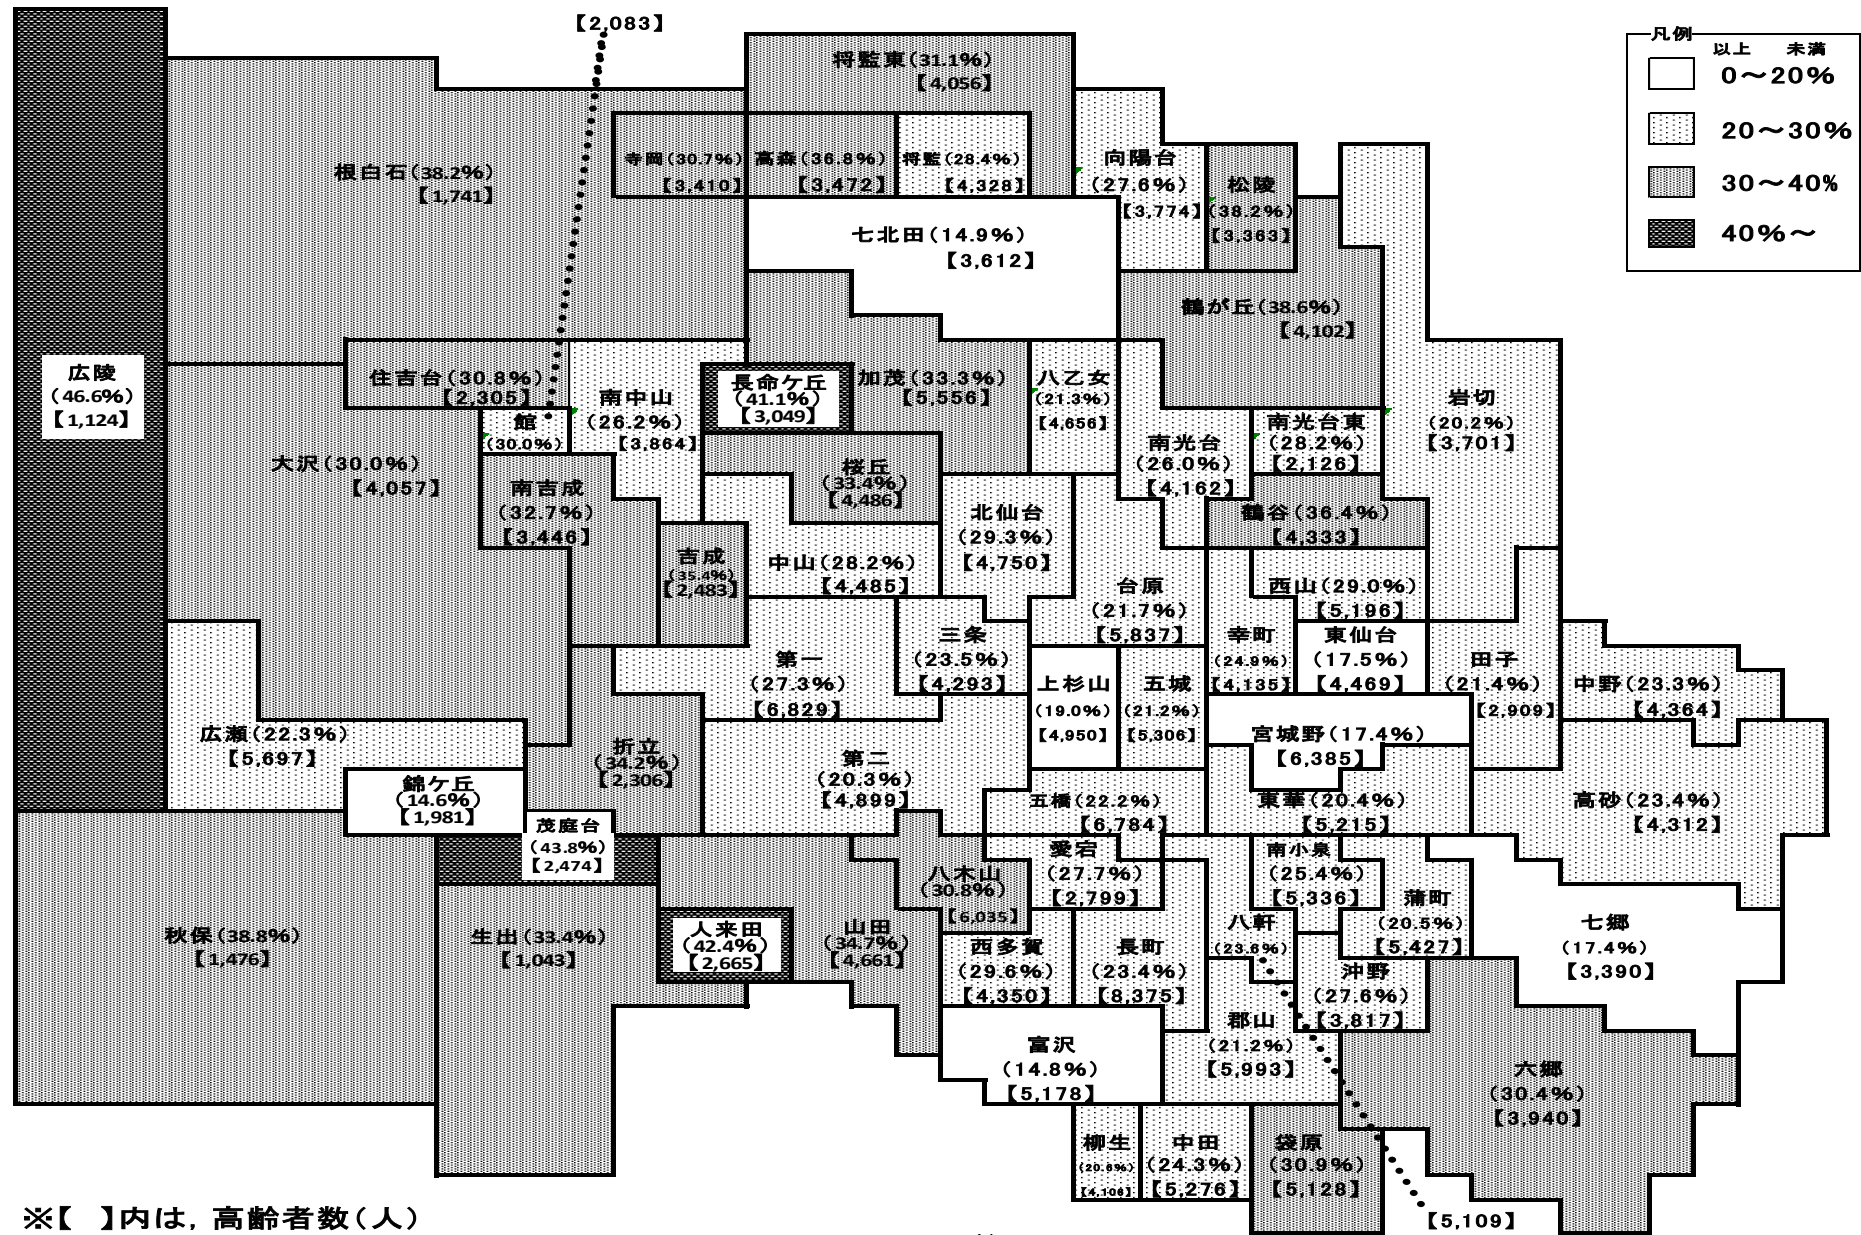 【2,083】
凡例
以上 未満
0～20%
20～30%
30～40%
40%～
将監東(31.1%)
【4,056】
根白石(38.2%)
【1,741】
寺岡(30.7%)
【3,410】
高森(36.8%)
【3,472】
将監(28.4%)
【4,328】
向陽台
(27.6%)
【3,774】
松陵
(38.2%)
【3,363】
七北田(14.9%)
【3,612】
鶴が丘(38.6%)
【4,102】
広陵
(46.6%)
【1,124】
住吉台(30.8%)
【2,305】
館
(30.0%)
南中山
(26.2%)
【3,864】
長命ケ丘
(41.1%)
【3,049】
加茂(33.3%)
【5,556】
八乙女
(21.3%)
【4,656】
南光台
(26.0%)
【4,162】
南光台東
(28.2%)
【2,126】
岩切
(20.2%)
【3,701】
大沢(30.0%)
【4,057】
南吉成
(32.7%)
【3,446】
桜丘
(33.4%)
【4,486】
北仙台
(29.3%)
【4,750】
鶴谷(36.4%)
【4,333】
吉成
(35.4%)
【2,483】
中山(28.2%)
【4,485】
台原
(21.7%)
【5,837】
西山(29.0%)
【5,196】
三条
(23.5%)
【4,293】
幸町
(24.9%)
【4,135】
東仙台
(17.5%)
【4,469】
田子
(21.4%)
【2,909】
中野(23.3%)
【4,364】
第一
(27.3%)
【6,829】
上杉山
(19.0%)
【4,950】
五城
(21.2%)
【5,306】
広瀬(22.3%)
【5,697】
宮城野(17.4%)
【6,385】
折立
(34.2%)
【2,306】
第二
(20.3%)
【4,899】
錦ケ丘
(14.6%)
【1,981】
五橋(22.2%)
【6,784】
東華(20.4%)
【5,215】
高砂(23.4%)
【4,312】
茂庭台
(43.8%)
【2,474】
八木山
(30.8%)
【6,035】
愛宕
(27.7%)
【2,799】
南小泉
(25.4%)
【5,336】
蒲町
(20.5%)
【5,427】
秋保(38.8%)
【1,476】
生出(33.4%)
【1,043】
人来田
(42.4%)
【2,665】
山田
(34.7%)
【4,661】
西多賀
(29.6%)
【4,350】
長町
(23.4%)
【8,375】
八軒
(23.6%)
七郷
(17.4%)
【3,390】
沖野
(27.6%)
【3,817】
郡山
(21.2%)
【5,993】
富沢
(14.8%)
【5,178】
六郷
(30.4%)
【3,940】
柳生
(20.6%)
【4,106】
中田
(24.3%)
【5,276】
袋原
(30.9%)
【5,128】
【5,109】
※【 】内は,高齢者数(人)